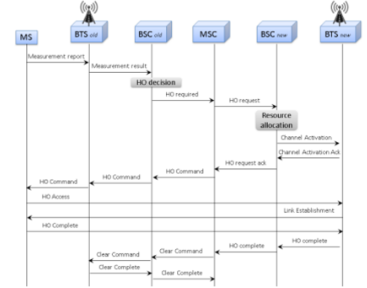 MS
BTS old
BSC old
MSC
BSC new
BTS new
Measurement report
Measurement result
HO decision
HO required
HO request
Resource
allocation
Channel Activation
Channel Activation Ack
HO request ack
HO Command
HO Command
HO Command
HO Access
Link Establishment
HO Complete
HO complete
HO complete
Clear Command
Clear Command
Clear Complete
Clear Complete